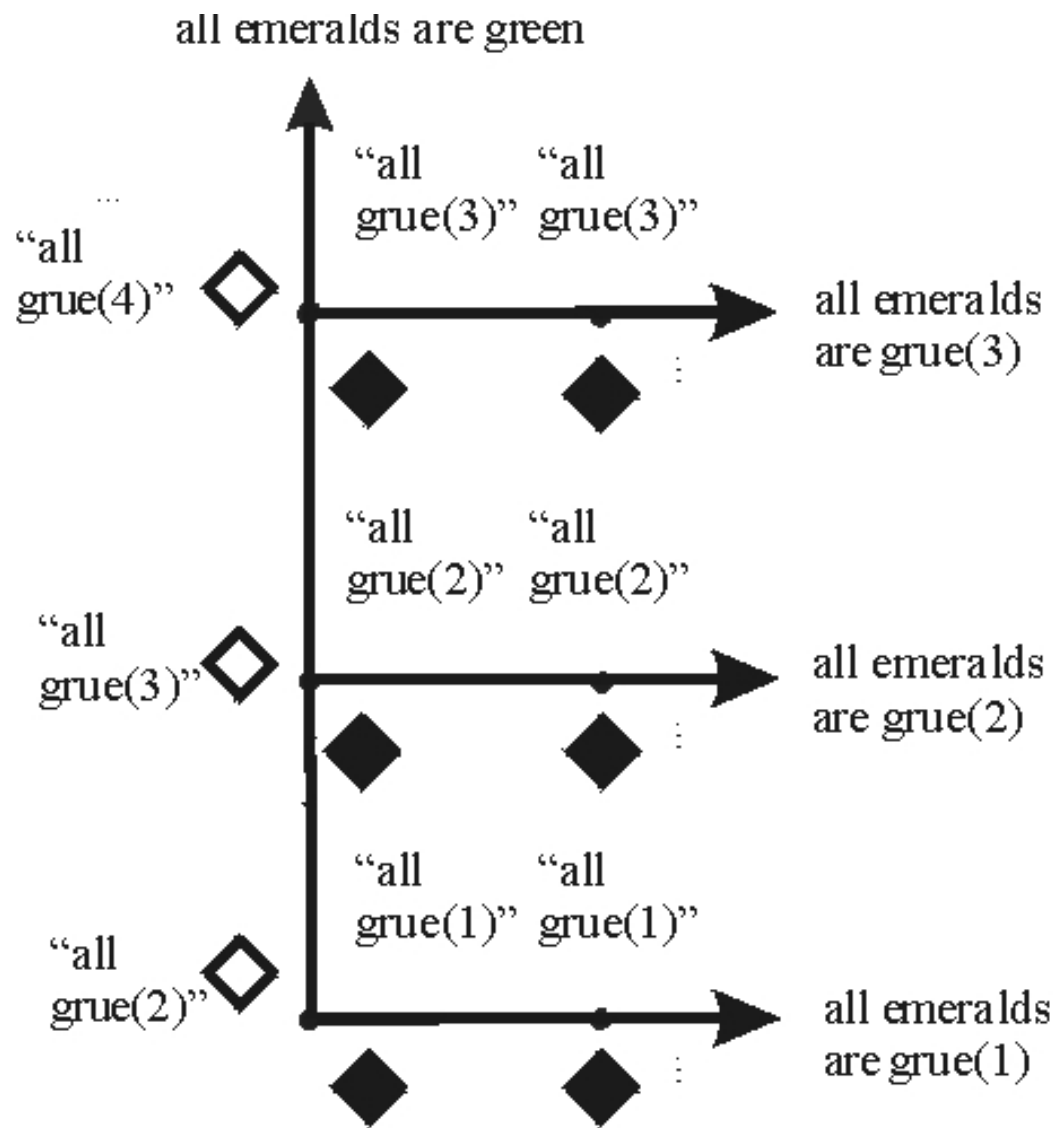 all emeralds are green
“all “all
grue(3)” grue(3)”
...
“all
grue(4)”
all emeralds
are grue(3)
“all “all
grue(2)” grue(2)”
“all
grue(3)”
all emeralds
are grue(2)
“all “all
grue(1)” grue(1)”
“all
grue(2)”
all emeralds
are grue(1)